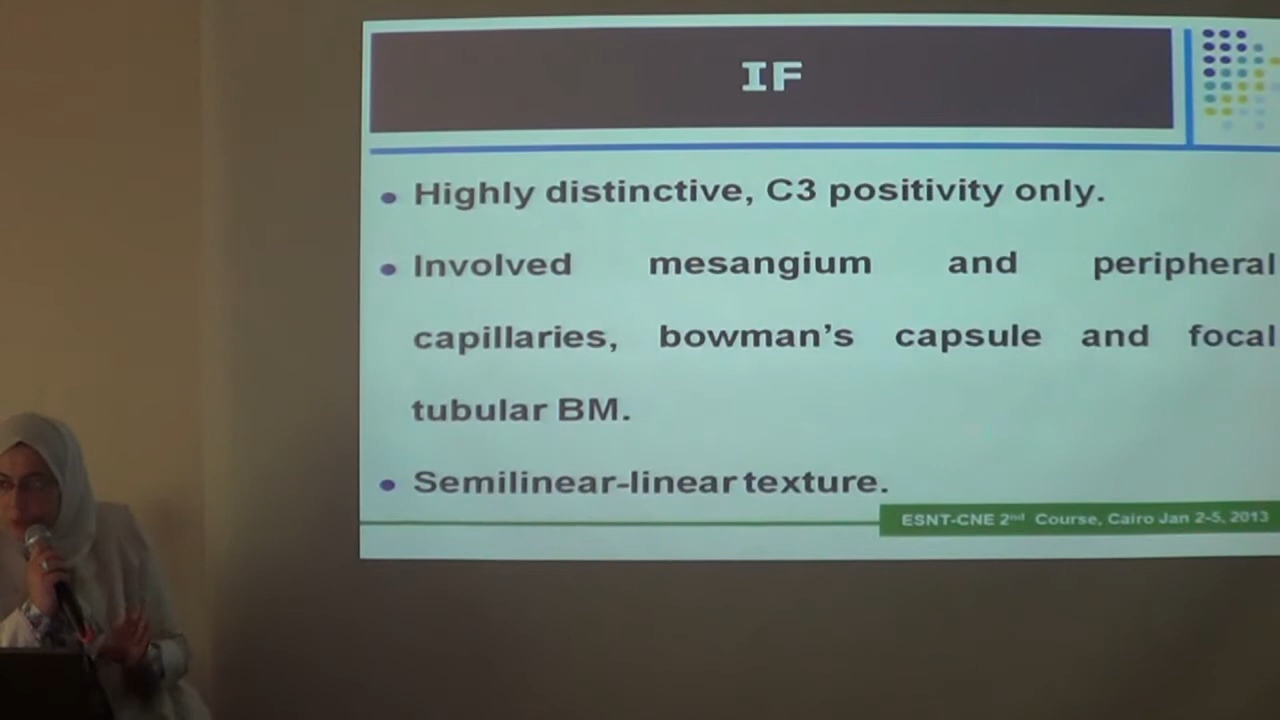 IF
Highly distinctive, C3 positivity only.
Involved mesangium and peripheral
capillaries, bowman's capsule and focal
tubular BM.
Semilinear-linear texture.
ESNT-CNE 2nd Course, Cairo Jan 2-5, 2013